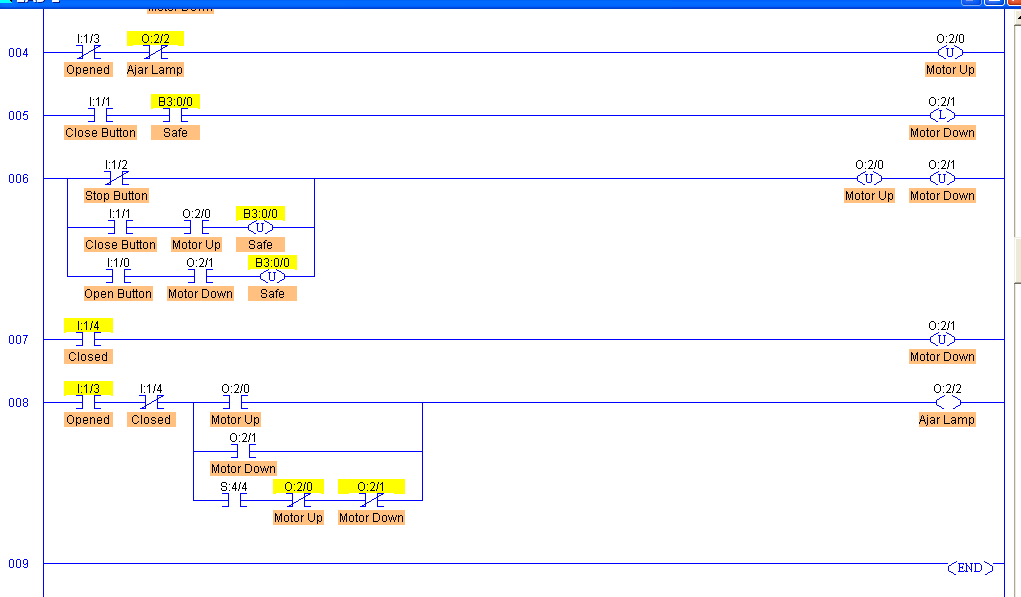 Motor Down
004
I:1/3 O:2/2 O:2/0
U
Opened Ajar Lamp Motor Up
005
I:1/1 B3:0/0 O:2/1
L
Close Button Safe Motor Down
006
I:1/2 O:2/0 O:2/1
U U
Stop Button Motor Up Motor Down
I:1/1 O:2/0 B3:0/0
U
Close Button Motor Up Safe
I:1/0 O:2/1 B3:0/0
U
Open Button Motor Down Safe
007
I:1/4 O:2/1
U
Closed Motor Down
008
I:1/3 I:1/4 O:2/0 O:2/2
Opened Closed Motor Up Ajar Lamp
O:2/1
Motor Down
S:4/4 O:2/0 O:2/1
Motor Up Motor Down
009
END